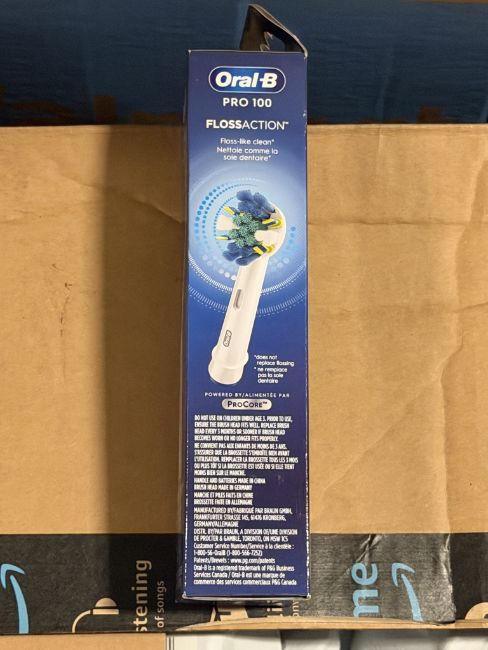 Oral-B
PRO 100
FLOSSACTION™
Floss-like clean*
Nettoie comme la
soie dentaire*
Oral-B
*does not
replace flossing
*ne remplace
pas la soie
dentaire
POWERED BY/ALIMENTÉE PAR
PROCORE™
DO NOT USE ON CHILDREN UNDER AGE 3. PRIOR TO USE,
ENSURE THE BRUSH HEAD FITS WELL. REPLACE BRUSH
HEAD EVERY 3 MONTHS OR SOONER IF BRUSH HEAD
BECOMES WORN OR NO LONGER FITS PROPERLY.
NE CONVIENT PAS AUX ENFANTS DE MOINS DE 3 ANS.
S'ASSURER QUE LA BROSSETTE S'EMBOÎTE BIEN AVANT
L'UTILISATION. REMPLACER LA BROSSETTE TOUS LES 3 MOIS
OU PLUS TÔT SI LA BROSSETTE EST USÉE OU SI ELLE TIENT
MOINS BIEN SUR LE MANCHE.
HANDLE AND BATTERIES MADE IN CHINA
BRUSH HEAD MADE IN GERMANY
MANCHE ET PILES FAITS EN CHINE
BROSSETTE FAITE EN ALLEMAGNE
MANUFACTURED BY/FABRIQUÉ PAR BRAUN GMBH,
FRANKFURTER STRASSE 145, 61476 KRONBERG,
GERMANY/ALLEMAGNE
DISTR. BY/PAR BRAUN, A DIVISION OF/UNE DIVISION
DE PROCTER & GAMBLE, TORONTO, ON M5W 1C5
Customer Service Number/Service à la clientèle :
1-800-56-OralB (1-800-566-7252)
Patents/Brevets : www.pg.com/patents
Oral-B is a registered trademark of P&G Business
Services Canada / Oral-B est une marque de
commerce des services commerciaux P&G Canada
stening
of songs
me